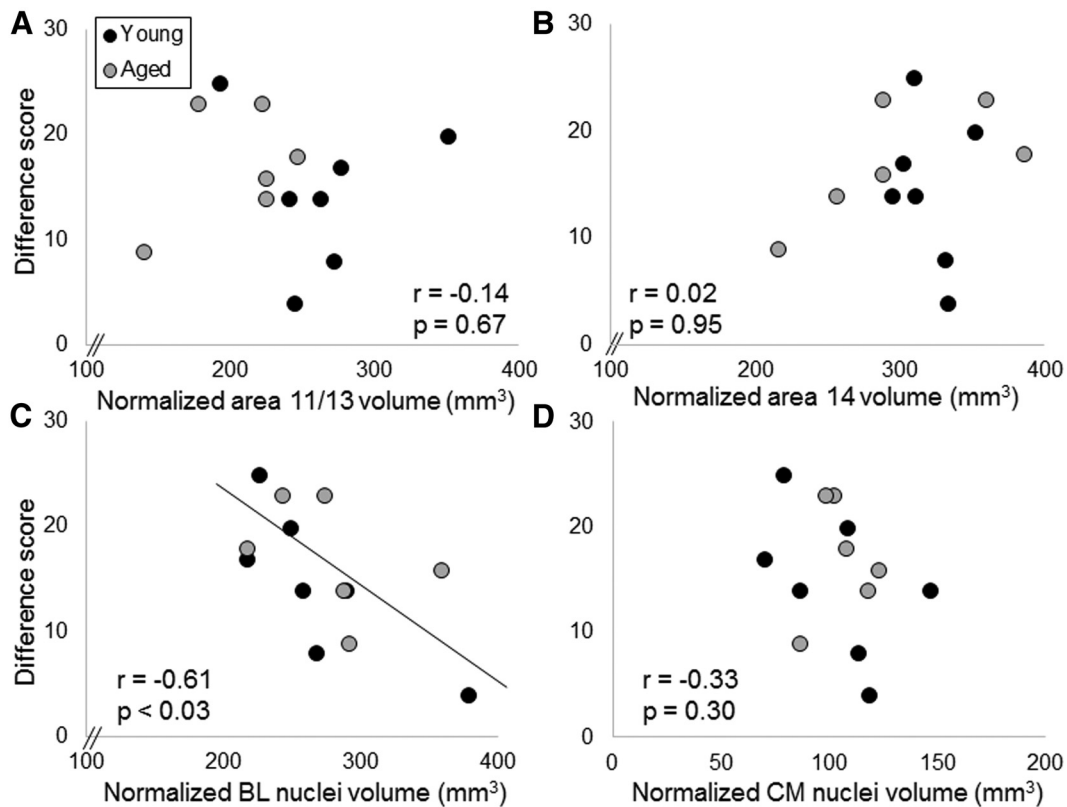 A
30
Young
Aged
20
10
0
Difference score
r = -0.14
p = 0.67
100 200 300 400
Normalized area 11/13 volume (mm³)
B
30
20
10
0
r = 0.02
p = 0.95
100 200 300 400
Normalized area 14 volume (mm³)
C
30
20
10
0
Difference score
r = -0.61
p < 0.03
100 200 300 400
Normalized BL nuclei volume (mm³)
D
30
20
10
0
r = -0.33
p = 0.30
0 50 100 150 200
Normalized CM nuclei volume (mm³)